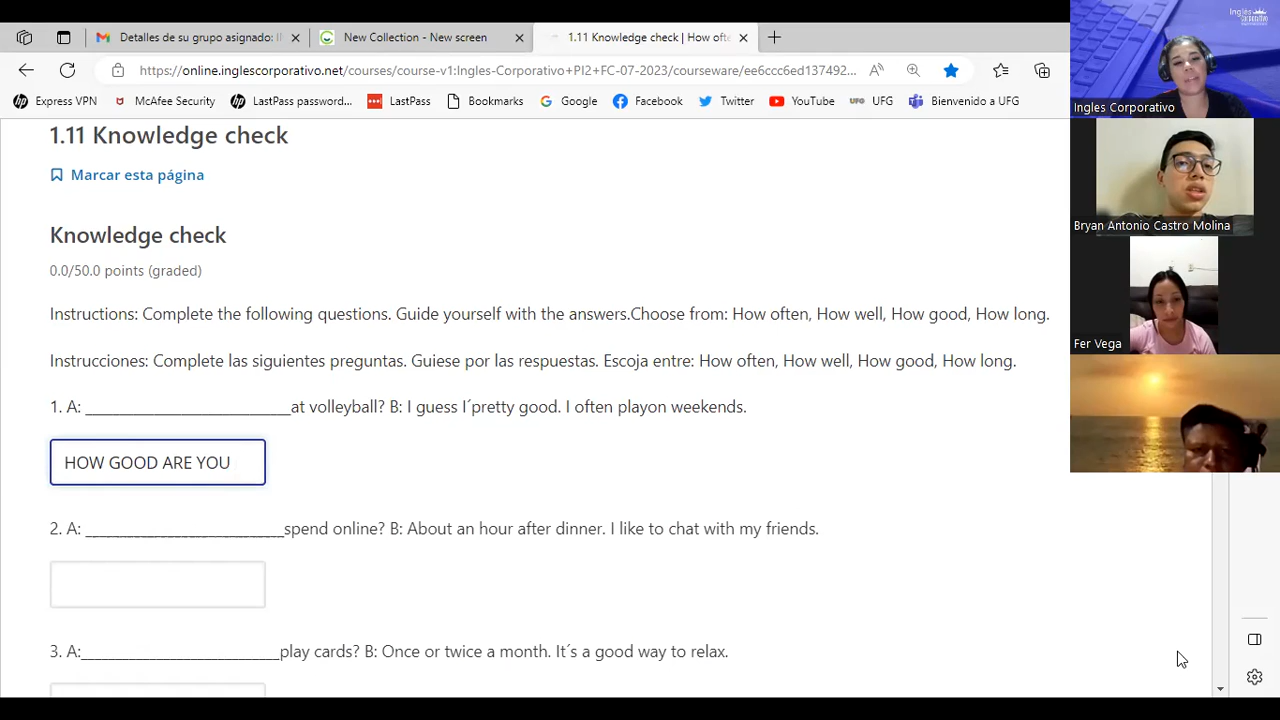 Detalles de su grupo asignado: II
New Collection - New screen
1.11 Knowledge check | How ofte
https://online.inglescorporativo.net/courses/course-v1:Ingles-Corporativo+PI2+FC-07-2023/courseware/ee6ccc6ed137492...
Express VPN
McAfee Security
LastPass password...
LastPass
Bookmarks
Google
Facebook
Twitter
YouTube
UFG
Bienvenido a UFG
1.11 Knowledge check
Marcar esta página
Knowledge check
0.0/50.0 points (graded)
Instructions: Complete the following questions. Guide yourself with the answers.Choose from: How often, How well, How good, How long.
Instrucciones: Complete las siguientes preguntas. Guiese por las respuestas. Escoja entre: How often, How well, How good, How long.
1. A: ___________________________at volleyball? B: I guess I´pretty good. I often playon weekends.
HOW GOOD ARE YOU
2. A: __________________________spend online? B: About an hour after dinner. I like to chat with my friends.
3. A:__________________________play cards? B: Once or twice a month. It´s a good way to relax.
Inglés
Corporativo
Ingles Corporativo
Bryan Antonio Castro Molina
Fer Vega